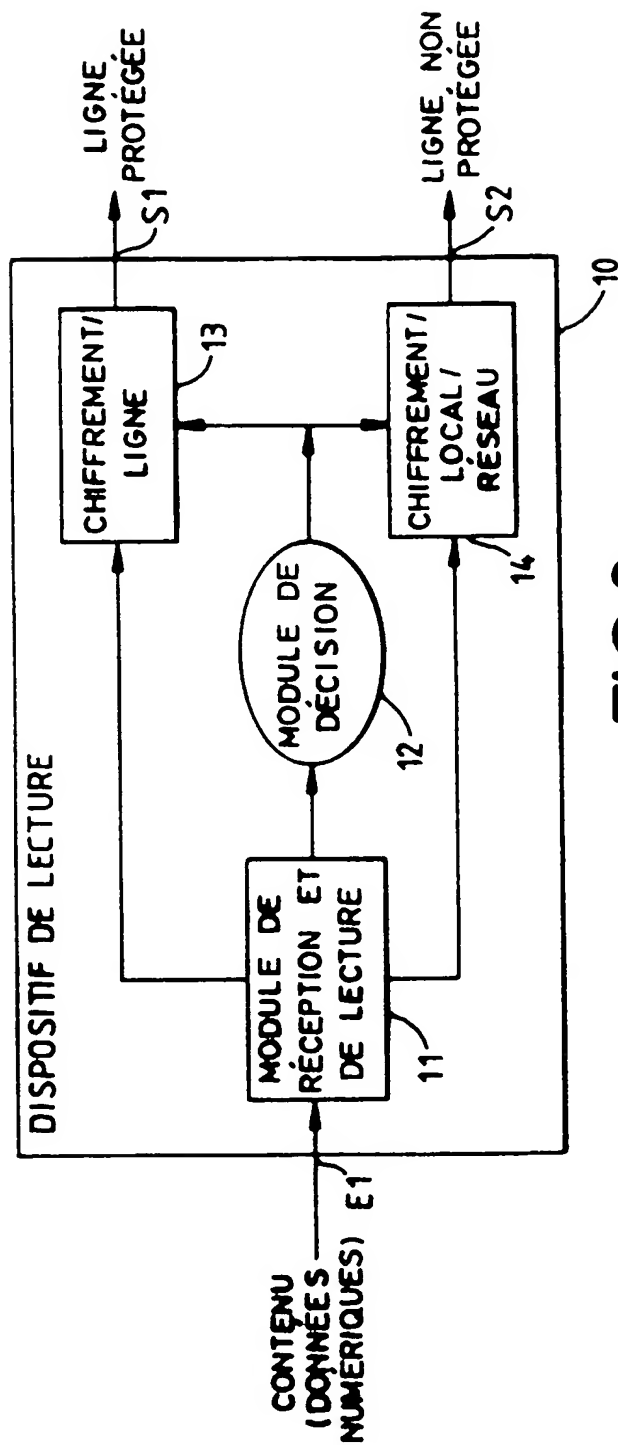 DISPOSITIF DE LECTURE
CONTENU
(DONNÉES
NUMÉRIQUES)
E1
MODULE DE
RÉCEPTION ET
DE LECTURE
11
MODULE DE
DÉCISION
12
CHIFFREMENT/
LIGNE
13
CHIFFREMENT/
LOCAL/
RÉSEAU
14
S1
LIGNE
PROTÉGÉE
S2
LIGNE NON
PROTÉGÉE
10